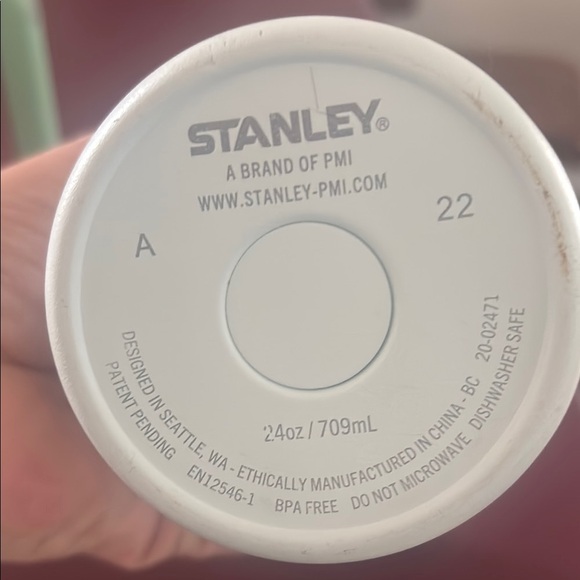 STANLEY®
A BRAND OF PMI
WWW.STANLEY-PMI.COM
A
22
24oz / 709mL
DESIGNED IN SEATTLE, WA - ETHICALLY MANUFACTURED IN CHINA - BC 20-02471
PATENT PENDING EN12546-1 BPA FREE DO NOT MICROWAVE DISHWASHER SAFE